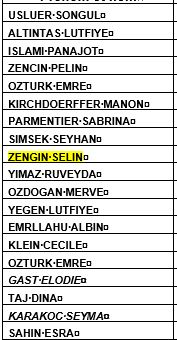 USLUER SONGUL
ALTINTAS LUTFIYE
ISLAMI PANAJOT
ZENCIN PELIN
OZTURK EMRE
KIRCHDOERFFER MANON
PARMENTIER SABRINA
SIMSEK SEYHAN
ZENGIN SELIN
YIMAZ RUVEYDA
OZDOGAN MERVE
YEGEN LUTFIYE
EMRLLAHU ALBIN
KLEIN CECILE
OZTURK EMRE
GAST ELODIE
TAJ DINA
KARAKOC SEYMA
SAHIN ESRA